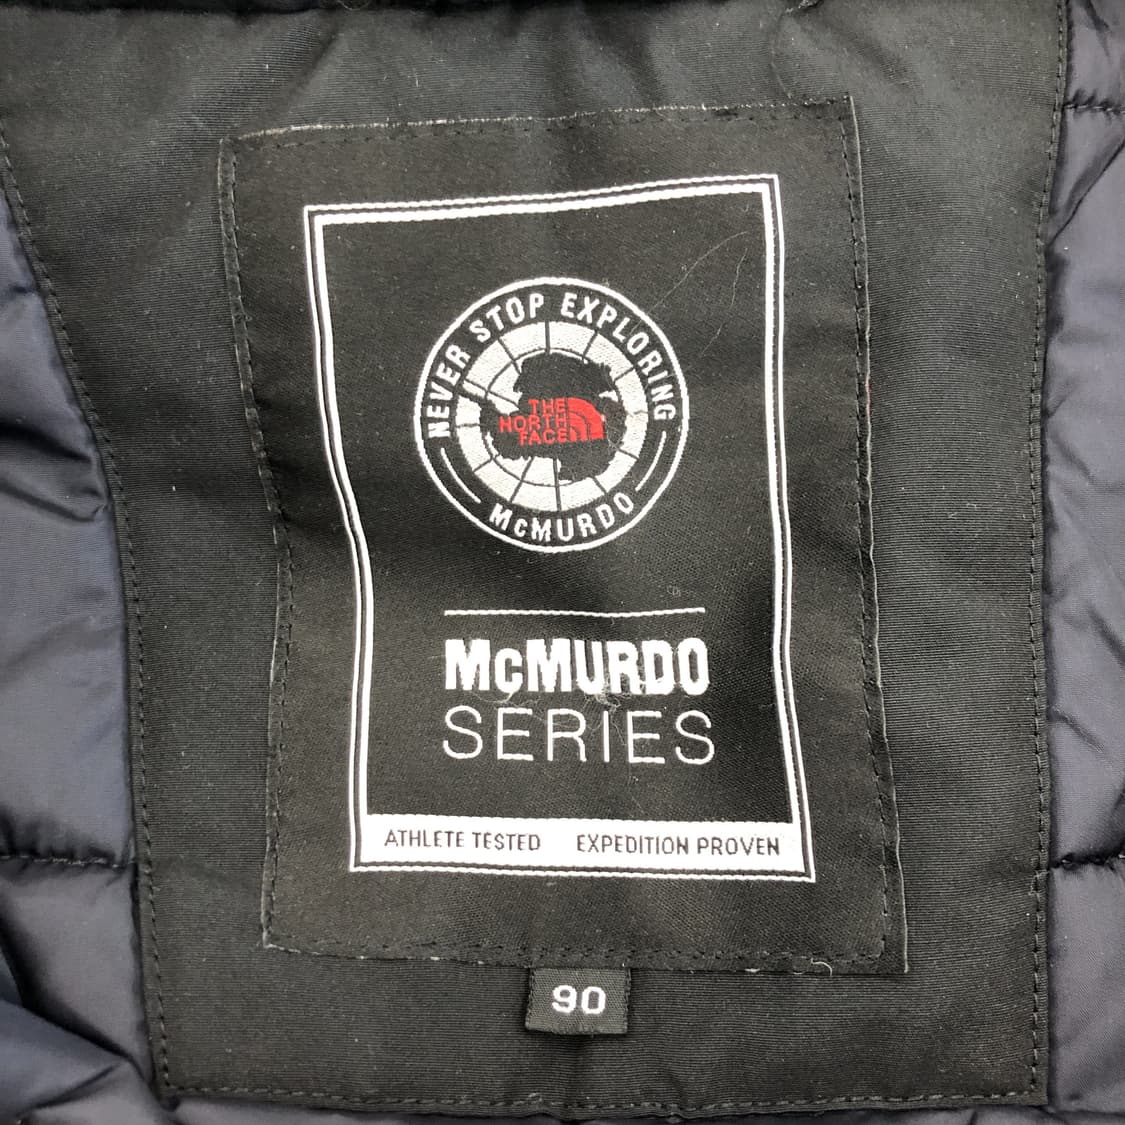 NEVER STOP EXPLORING
THE
NORTH
FACE
McMURDO
McMURDO
SERIES
ATHLETE TESTED EXPEDITION PROVEN
90